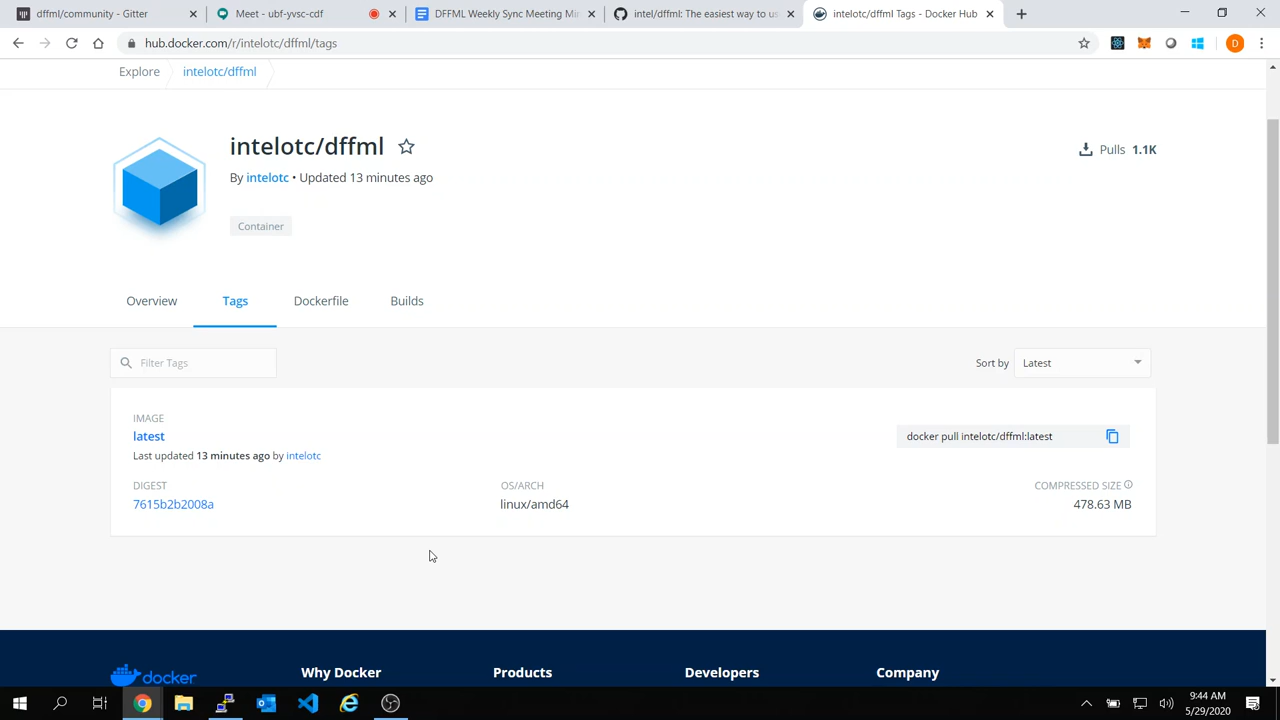 dffml/community - Gitter
Meet - ubf-yvsc-cdf
DFFML Weekly Sync Meeting Min
intel/dffml: The easiest way to us
intelotc/dffml Tags - Docker Hub
hub.docker.com/r/intelotc/dffml/tags
D
Explore
intelotc/dffml
intelotc/dffml
Pulls 1.1K
By intelotc • Updated 13 minutes ago
Container
Overview
Tags
Dockerfile
Builds
Filter Tags
Sort by
Latest
IMAGE
latest
docker pull intelotc/dffml:latest
Last updated 13 minutes ago by intelotc
DIGEST
OS/ARCH
COMPRESSED SIZE
7615b2b2008a
linux/amd64
478.63 MB
docker
Why Docker
Products
Developers
Company
9:44 AM
5/29/2020